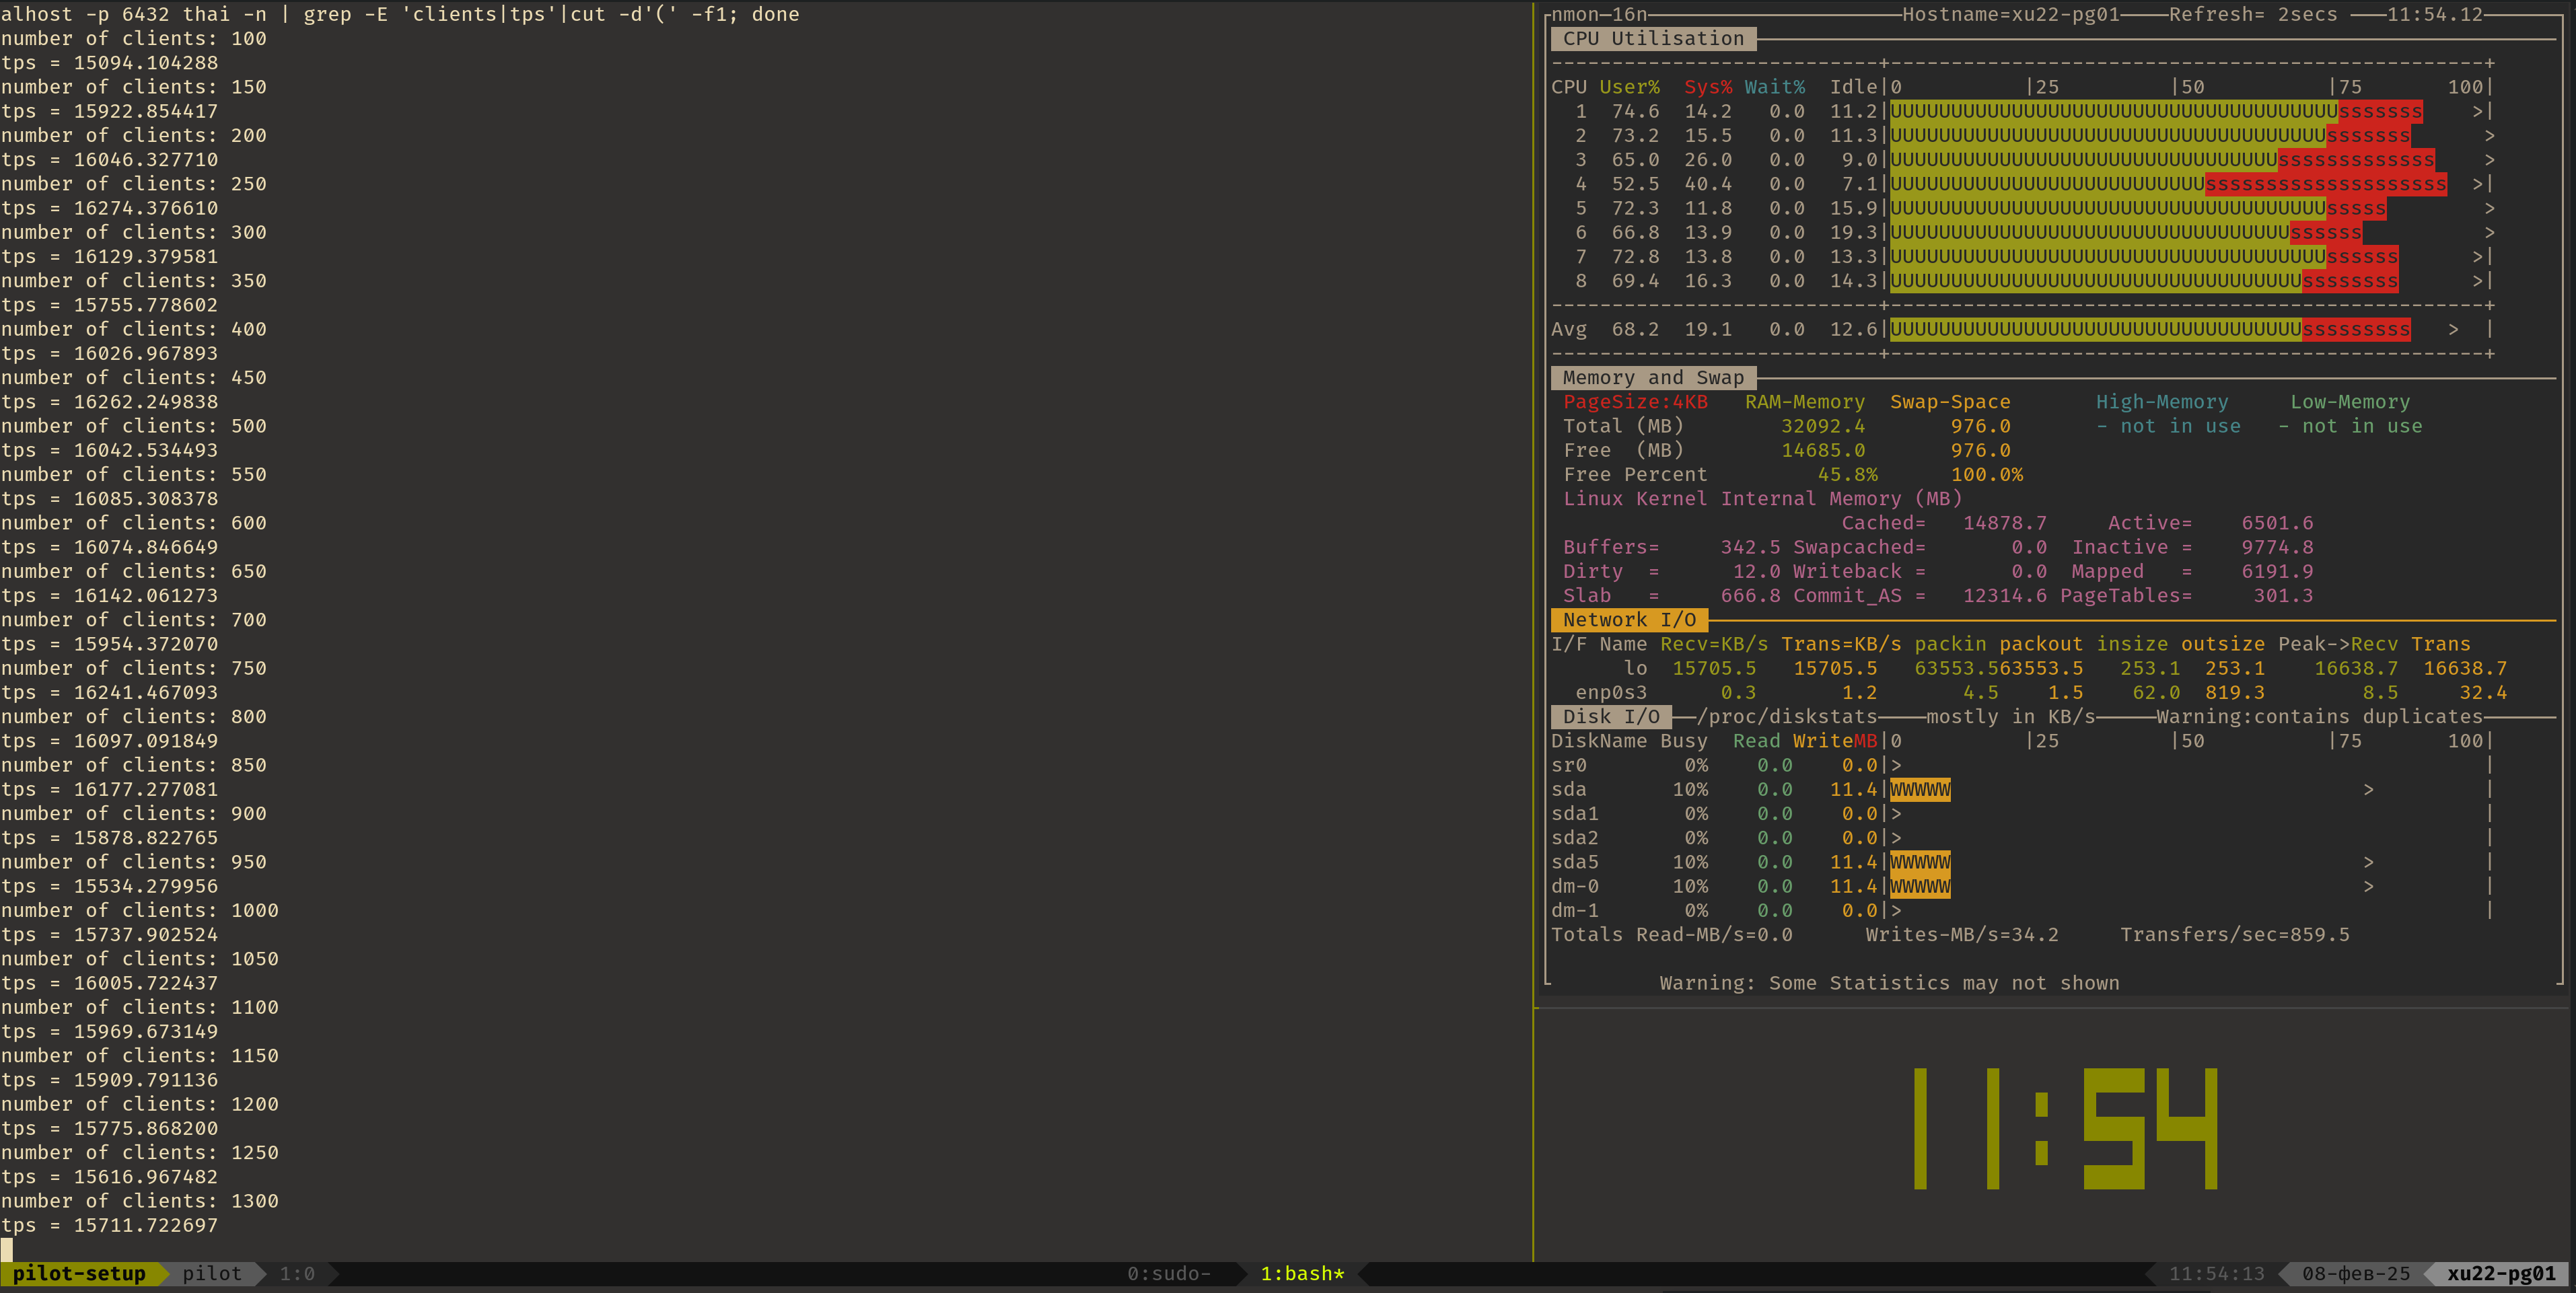 alhost -p 6432 thai -n | grep -E 'clients|tps'|cut -d'(' -f1; done
number of clients: 100
tps = 15094.104288
number of clients: 150
tps = 15922.854417
number of clients: 200
tps = 16046.327710
number of clients: 250
tps = 16274.376610
number of clients: 300
tps = 16129.379581
number of clients: 350
tps = 15755.778602
number of clients: 400
tps = 16026.967893
number of clients: 450
tps = 16262.249838
number of clients: 500
tps = 16042.534493
number of clients: 550
tps = 16085.308378
number of clients: 600
tps = 16074.846649
number of clients: 650
tps = 16142.061273
number of clients: 700
tps = 15954.372070
number of clients: 750
tps = 16241.467093
number of clients: 800
tps = 16097.091849
number of clients: 850
tps = 16177.277081
number of clients: 900
tps = 15878.822765
number of clients: 950
tps = 15534.279956
number of clients: 1000
tps = 15737.902524
number of clients: 1050
tps = 16005.722437
number of clients: 1100
tps = 15969.673149
number of clients: 1150
tps = 15909.791136
number of clients: 1200
tps = 15775.868200
number of clients: 1250
tps = 15616.967482
number of clients: 1300
tps = 15711.722697
nmon-16n Hostname=xu22-pg01 Refresh= 2secs 11:54.12
CPU Utilisation
CPU User% Sys% Wait% Idle|0 |25 |50 |75 100|
1 74.6 14.2 0.0 11.2|UUUUUUUUUUUUUUUUUUUUUUUUUUUUUUUUUUUUUsssssss >|
2 73.2 15.5 0.0 11.3|UUUUUUUUUUUUUUUUUUUUUUUUUUUUUUUUUUUUsssssss >
3 65.0 26.0 0.0 9.0|UUUUUUUUUUUUUUUUUUUUUUUUUUUUUUUUsssssssssssss >
4 52.5 40.4 0.0 7.1|UUUUUUUUUUUUUUUUUUUUUUUUUUssssssssssssssssssss >|
5 72.3 11.8 0.0 15.9|UUUUUUUUUUUUUUUUUUUUUUUUUUUUUUUUUUUUsssss >
6 66.8 13.9 0.0 19.3|UUUUUUUUUUUUUUUUUUUUUUUUUUUUUUUUUssssss >
7 72.8 13.8 0.0 13.3|UUUUUUUUUUUUUUUUUUUUUUUUUUUUUUUUUUUUssssss >|
8 69.4 16.3 0.0 14.3|UUUUUUUUUUUUUUUUUUUUUUUUUUUUUUUUUUssssssss >|
Avg 68.2 19.1 0.0 12.6|UUUUUUUUUUUUUUUUUUUUUUUUUUUUUUUUUUsssssssss > |
Memory and Swap
PageSize:4KB RAM-Memory Swap-Space High-Memory Low-Memory
Total (MB) 32092.4 976.0 - not in use - not in use
Free (MB) 14685.0 976.0
Free Percent 45.8% 100.0%
Linux Kernel Internal Memory (MB)
Cached= 14878.7 Active= 6501.6
Buffers= 342.5 Swapcached= 0.0 Inactive = 9774.8
Dirty = 12.0 Writeback = 0.0 Mapped = 6191.9
Slab = 666.8 Commit_AS = 12314.6 PageTables= 301.3
Network I/O
I/F Name Recv=KB/s Trans=KB/s packin packout insize outsize Peak->Recv Trans
lo 15705.5 15705.5 63553.563553.5 253.1 253.1 16638.7 16638.7
enp0s3 0.3 1.2 4.5 1.5 62.0 819.3 8.5 32.4
Disk I/O /proc/diskstats mostly in KB/s Warning:contains duplicates
DiskName Busy Read WriteMB|0 |25 |50 |75 100|
sr0 0% 0.0 0.0|> |
sda 10% 0.0 11.4|WWWWW > |
sda1 0% 0.0 0.0|> |
sda2 0% 0.0 0.0|> |
sda5 10% 0.0 11.4|WWWWW > |
dm-0 10% 0.0 11.4|WWWWW > |
dm-1 0% 0.0 0.0|> |
Totals Read-MB/s=0.0 Writes-MB/s=34.2 Transfers/sec=859.5
Warning: Some Statistics may not shown
11:54
pilot-setup pilot 1:0 0:sudo- 1:bash* 11:54:13 08-фев-25 xu22-pg01